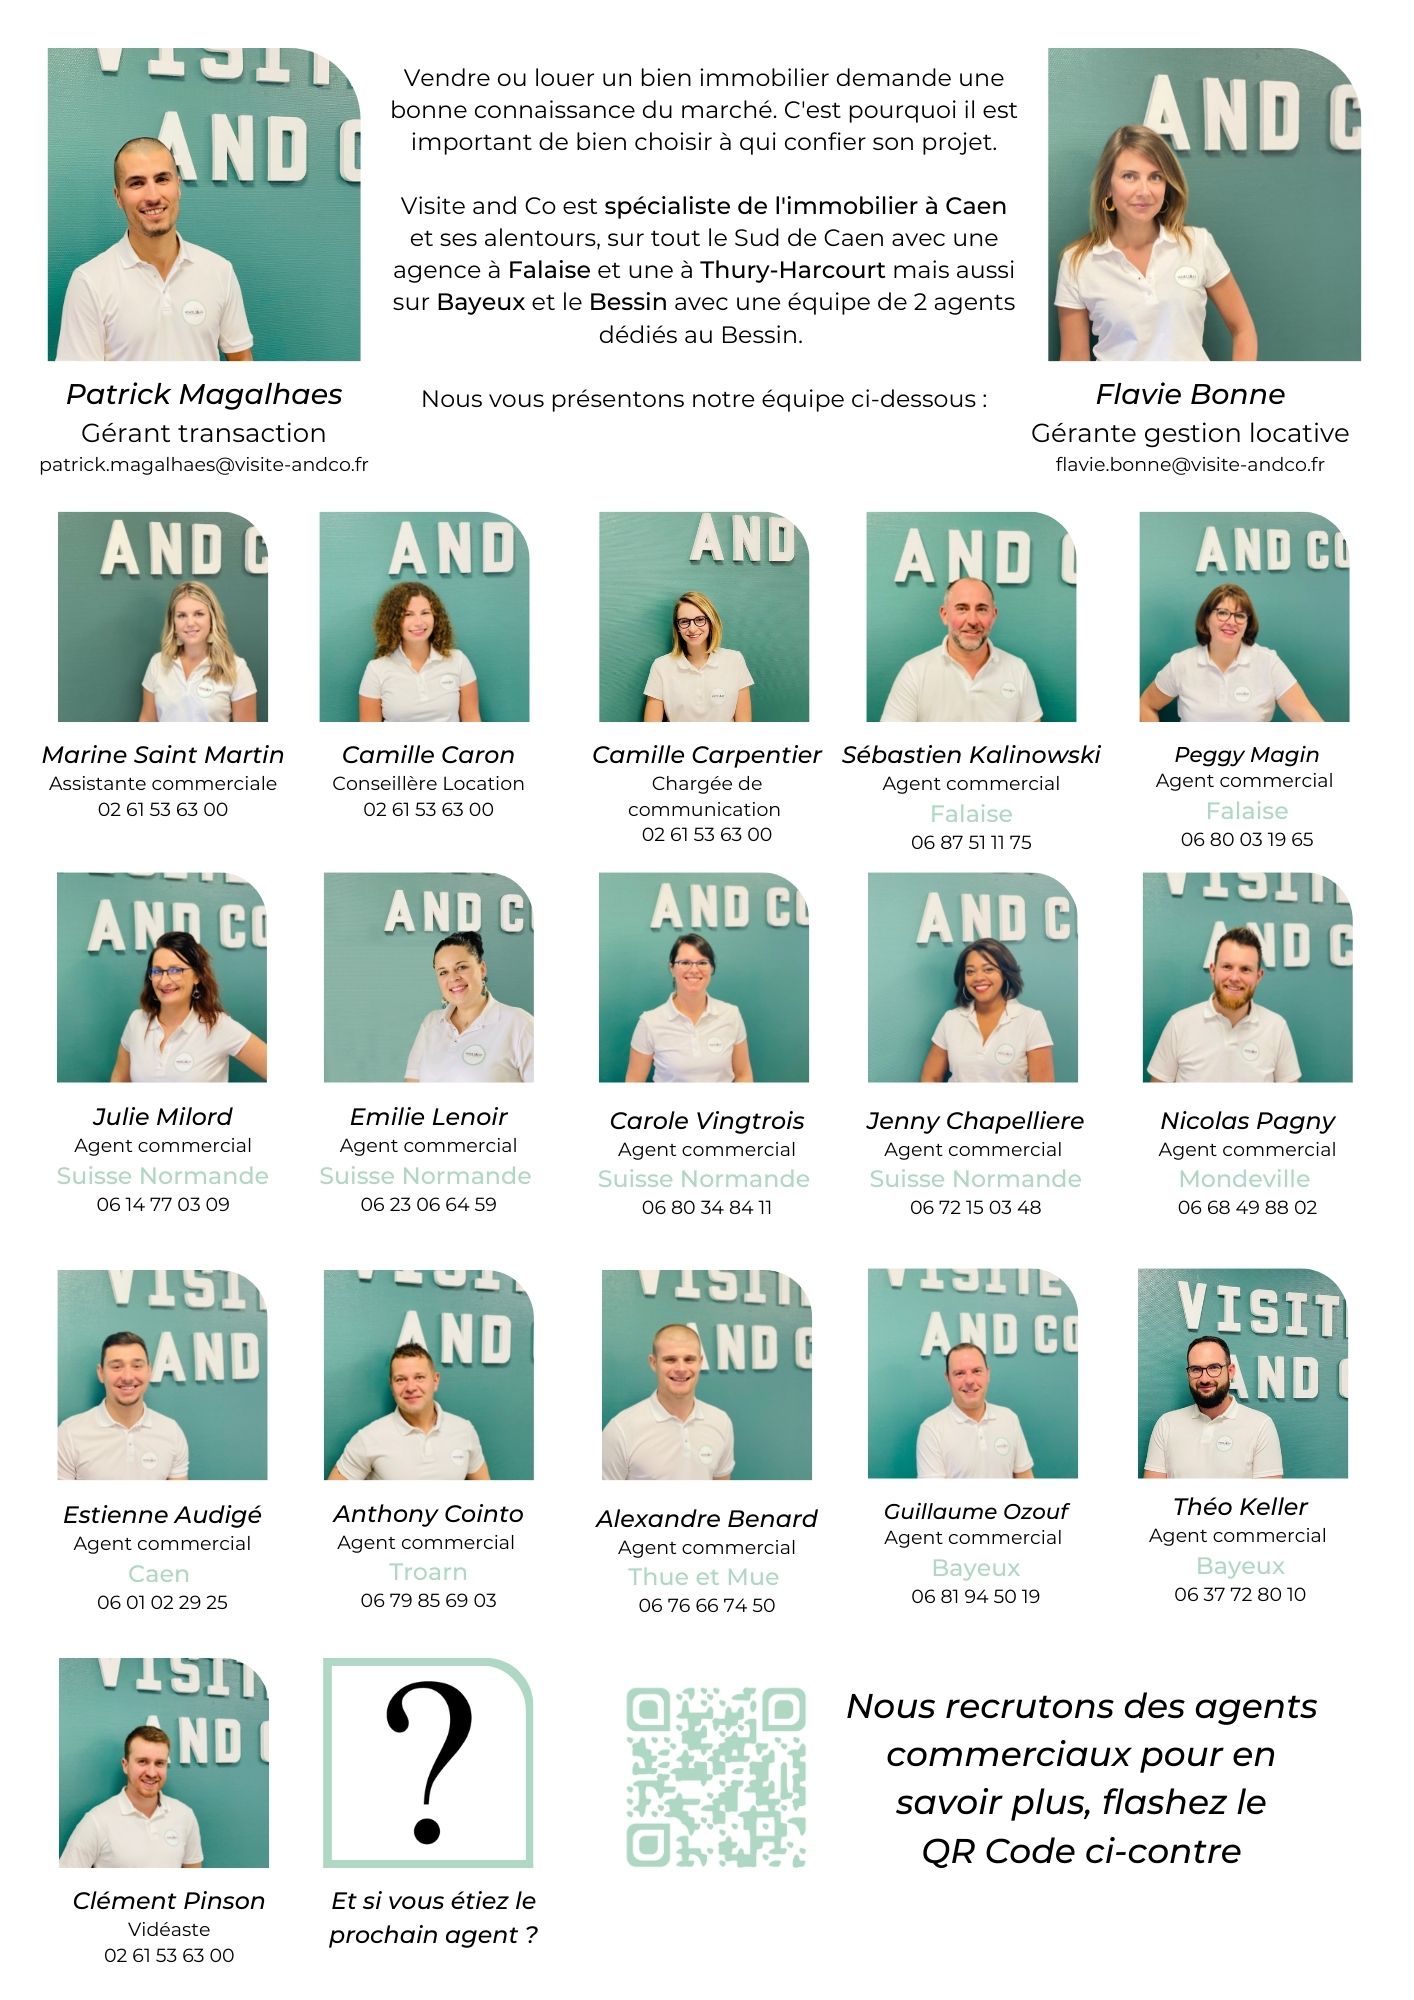 Vendre ou louer un bien immobilier demande une
bonne connaissance du marché. C'est pourquoi il est
important de bien choisir à qui confier son projet.
Visite and Co est spécialiste de l'immobilier à Caen
et ses alentours, sur tout le Sud de Caen avec une
agence à Falaise et une à Thury-Harcourt mais aussi
sur Bayeux et le Bessin avec une équipe de 2 agents
dédiés au Bessin.
Nous vous présentons notre équipe ci-dessous :
Patrick Magalhaes
Gérant transaction
patrick.magalhaes@visite-andco.fr
Flavie Bonne
Gérante gestion locative
flavie.bonne@visite-andco.fr
Marine Saint Martin
Assistante commerciale
02 61 53 63 00
Camille Caron
Conseillère Location
02 61 53 63 00
Camille Carpentier
Chargée de
communication
02 61 53 63 00
Sébastien Kalinowski
Agent commercial
Falaise
06 87 51 11 75
Peggy Magin
Agent commercial
Falaise
06 80 03 19 65
Julie Milord
Agent commercial
Suisse Normande
06 14 77 03 09
Emilie Lenoir
Agent commercial
Suisse Normande
06 23 06 64 59
Carole Vingtrois
Agent commercial
Suisse Normande
06 80 34 84 11
Jenny Chapelliere
Agent commercial
Suisse Normande
06 72 15 03 48
Nicolas Pagny
Agent commercial
Mondeville
06 68 49 88 02
Estienne Audigé
Agent commercial
Caen
06 01 02 29 25
Anthony Cointo
Agent commercial
Troarn
06 79 85 69 03
Alexandre Benard
Agent commercial
Thue et Mue
06 76 66 74 50
Guillaume Ozouf
Agent commercial
Bayeux
06 81 94 50 19
Théo Keller
Agent commercial
Bayeux
06 37 72 80 10
Clément Pinson
Vidéaste
02 61 53 63 00
?
Et si vous étiez le
prochain agent ?
Nous recrutons des agents
commerciaux pour en
savoir plus, flashez le
QR Code ci-contre